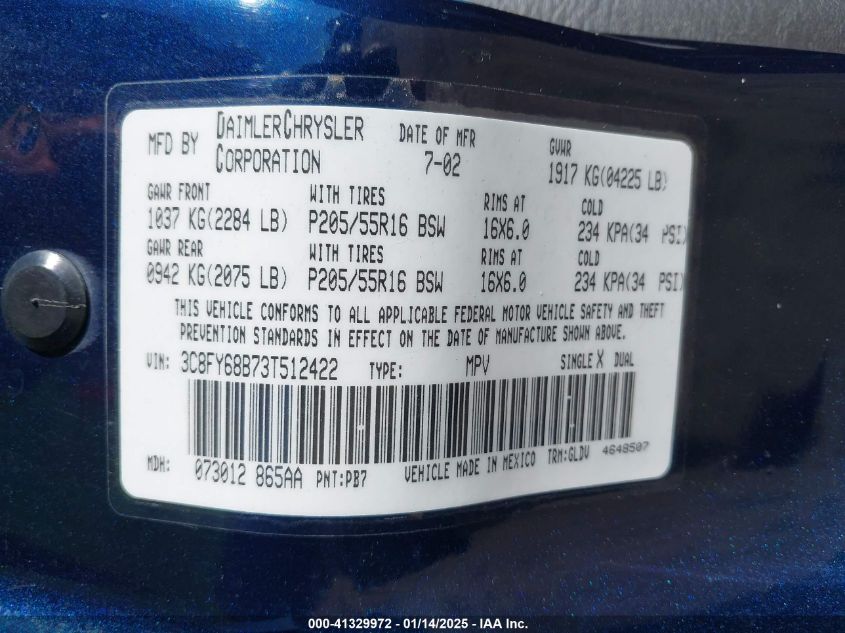 MFD BY DAIMLERCHRYSLER CORPORATION DATE OF MFR 7-02 GVWR 1917 KG(04225 LB)
GAWR FRONT WITH TIRES RIMS AT COLD
1037 KG(2284 LB) P205/55R16 BSW 16X6.0 234 KPA(34 PSI)
GAWR REAR WITH TIRES RIMS AT COLD
0942 KG(2075 LB) P205/55R16 BSW 16X6.0 234 KPA(34 PSI)
THIS VEHICLE CONFORMS TO ALL APPLICABLE FEDERAL MOTOR VEHICLE SAFETY AND THEFT
PREVENTION STANDARDS IN EFFECT ON THE DATE OF MANUFACTURE SHOWN ABOVE.
VIN: 3C8FY68B73T512422 TYPE: MPV SINGLE X DUAL
MDH: 073012 865AA PNT:PB7 VEHICLE MADE IN MEXICO TRM:GLDV 4648507
000-41329972 - 01/14/2025 - IAA Inc.